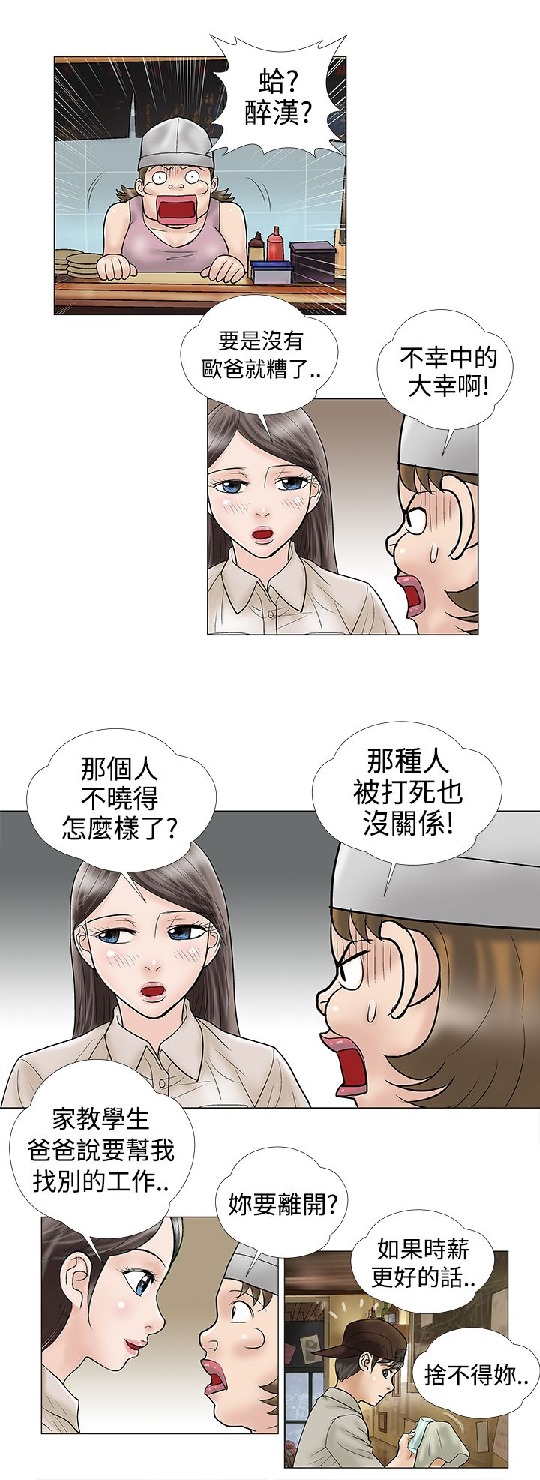 蛤?
醉漢?
要是沒有
歐爸就糟了..
不幸中的
大幸啊!
那個人
不曉得
怎麼樣了?
那種人
被打死也
沒關係!
家教學生
爸爸說要幫我
找別的工作..
妳要離開?
如果時薪
更好的話..
捨不得妳..